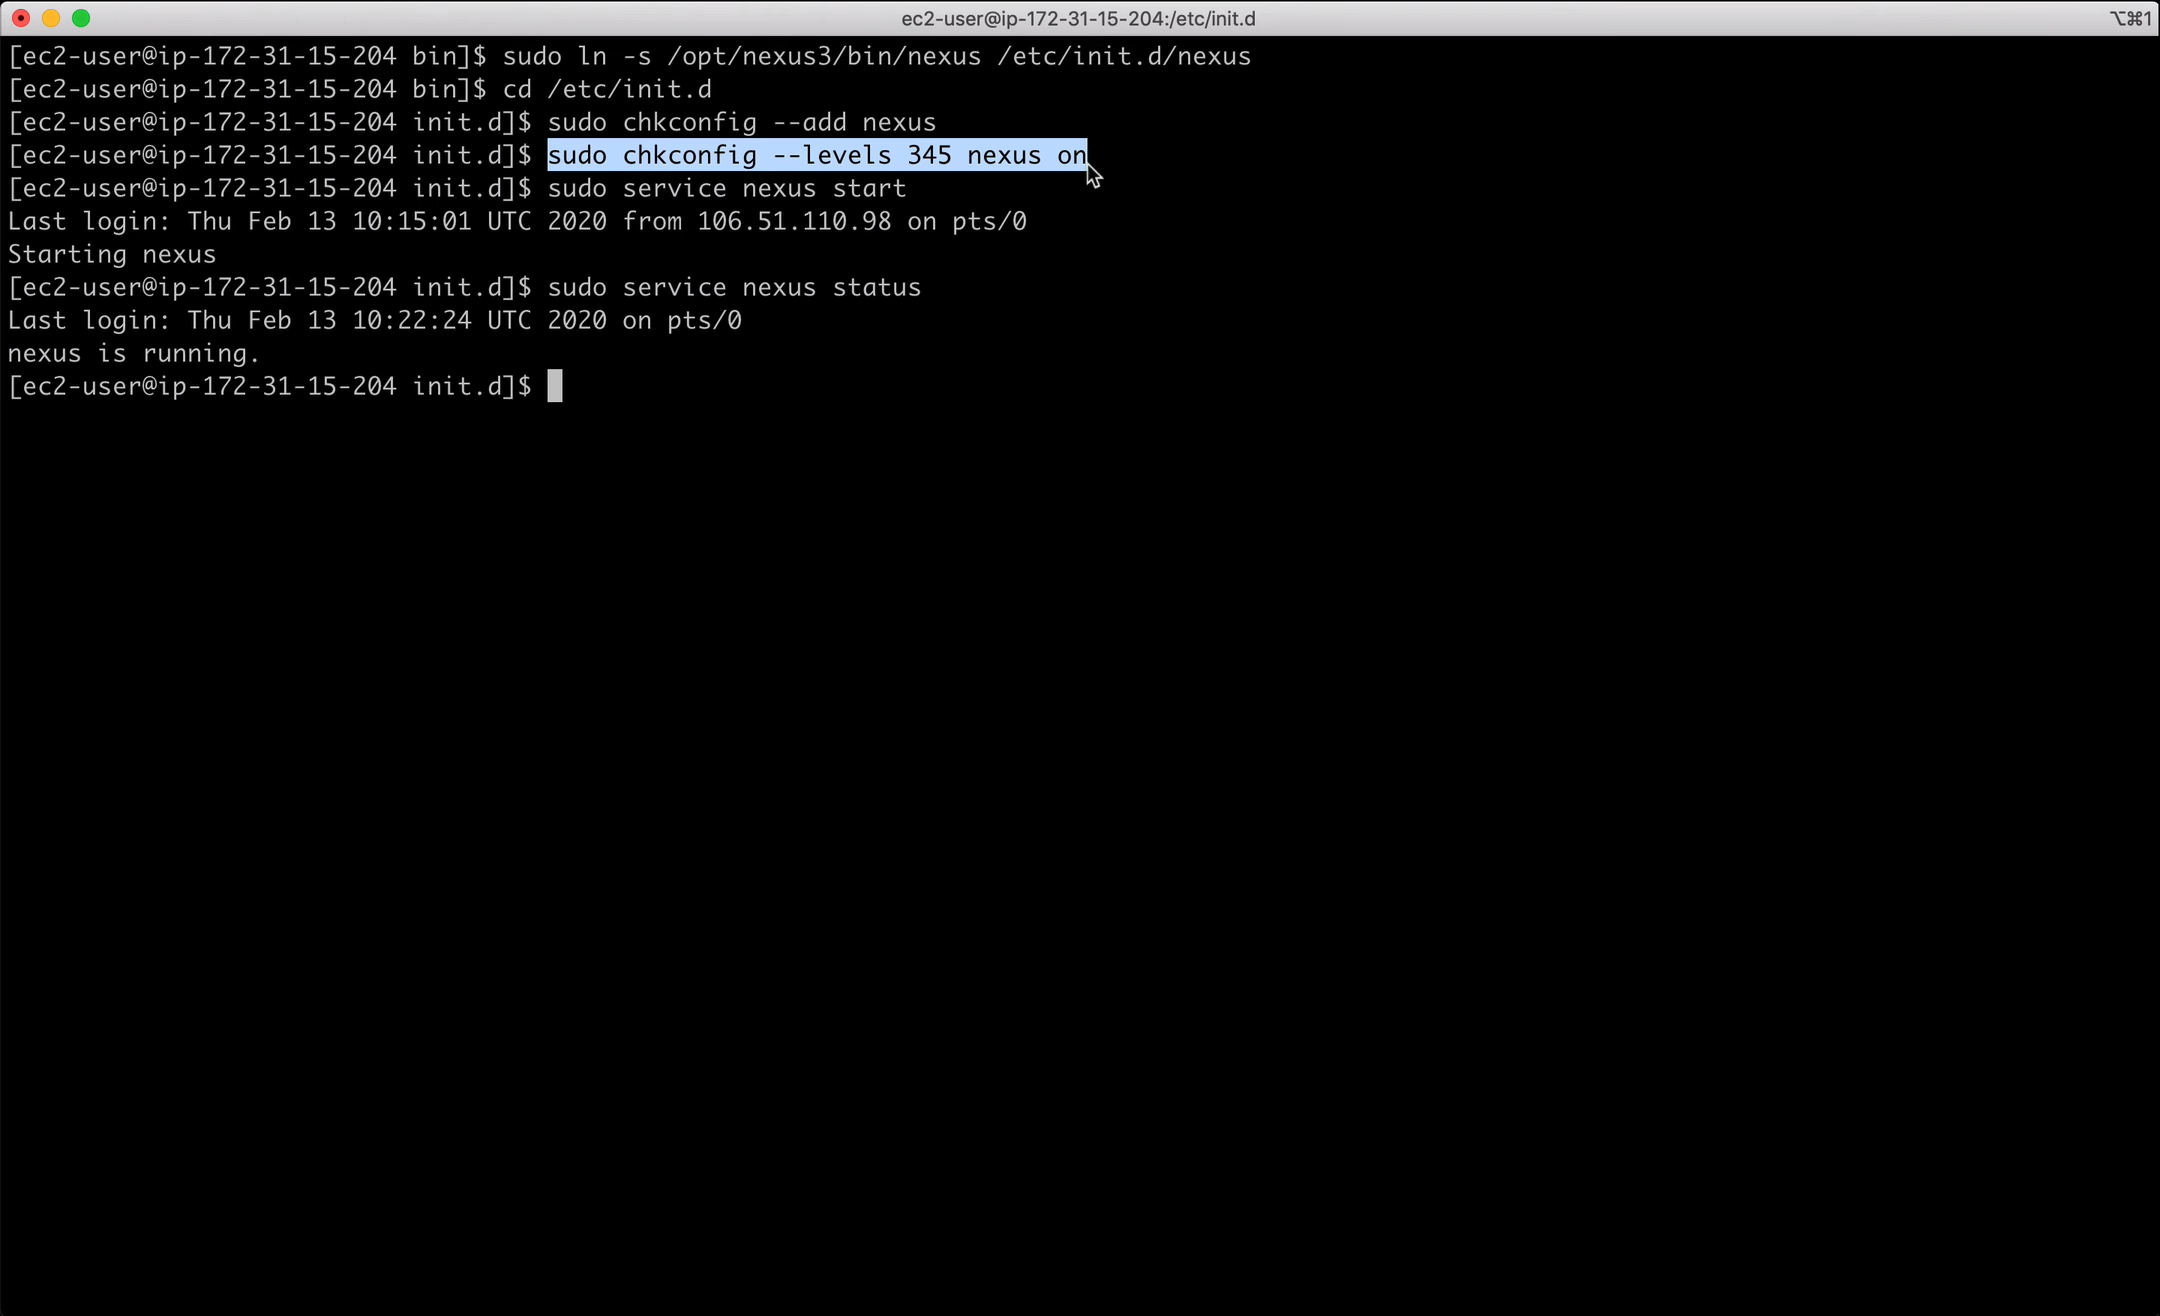 ec2-user@ip-172-31-15-204:/etc/init.d
⌥⌘1
[ec2-user@ip-172-31-15-204 bin]$ sudo ln -s /opt/nexus3/bin/nexus /etc/init.d/nexus
[ec2-user@ip-172-31-15-204 bin]$ cd /etc/init.d
[ec2-user@ip-172-31-15-204 init.d]$ sudo chkconfig --add nexus
[ec2-user@ip-172-31-15-204 init.d]$ sudo chkconfig --levels 345 nexus on
[ec2-user@ip-172-31-15-204 init.d]$ sudo service nexus start
Last login: Thu Feb 13 10:15:01 UTC 2020 from 106.51.110.98 on pts/0
Starting nexus
[ec2-user@ip-172-31-15-204 init.d]$ sudo service nexus status
Last login: Thu Feb 13 10:22:24 UTC 2020 on pts/0
nexus is running.
[ec2-user@ip-172-31-15-204 init.d]$